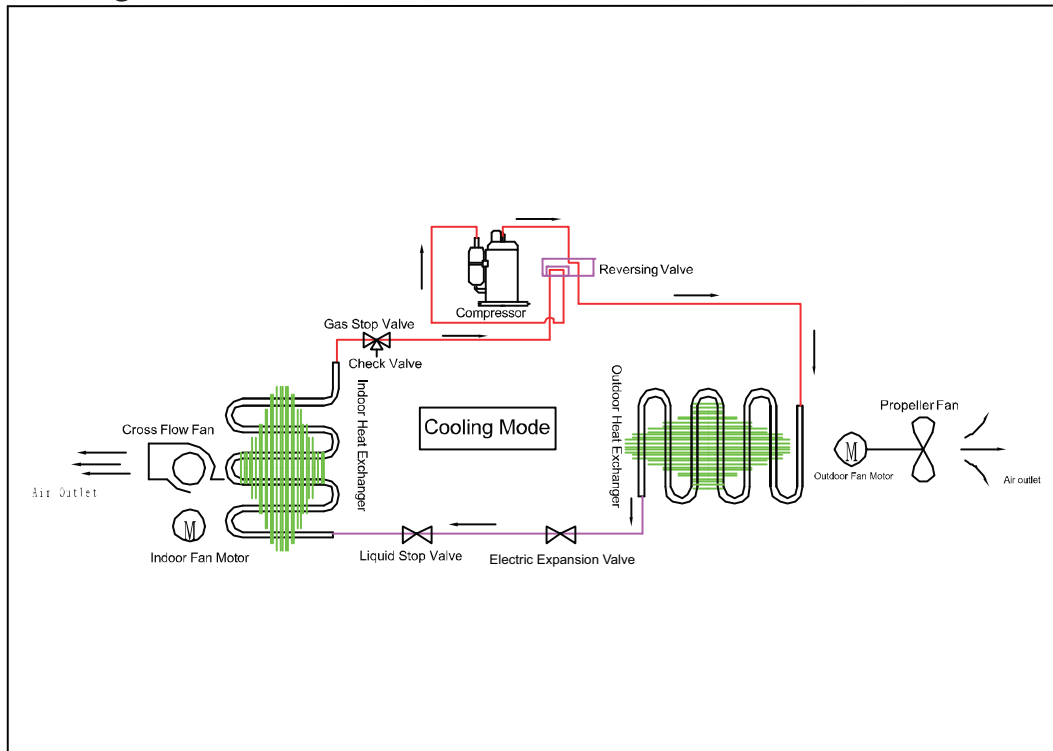 Reversing Valve
Compressor
Gas Stop Valve
Check Valve
Indoor Heat Exchanger
Outdoor Heat Exchanger
Cooling Mode
Cross Flow Fan
Air Outlet
M
Indoor Fan Motor
Liquid Stop Valve
Electric Expansion Valve
Propeller Fan
M
Outdoor Fan Motor
Air outlet